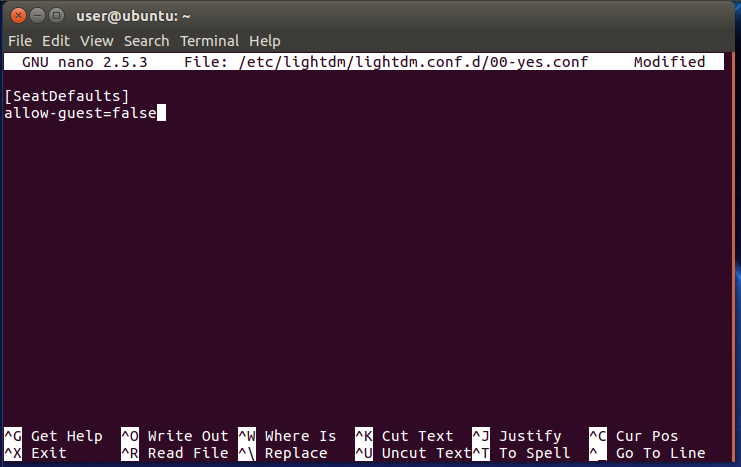 user@ubuntu: ~
File Edit View Search Terminal Help
GNU nano 2.5.3 File: /etc/lightdm/lightdm.conf.d/00-yes.conf Modified
[SeatDefaults]
allow-guest=false
^G Get Help ^O Write Out ^W Where Is ^K Cut Text ^J Justify ^C Cur Pos
^X Exit ^R Read File ^\ Replace ^U Uncut Text ^T To Spell ^_ Go To Line